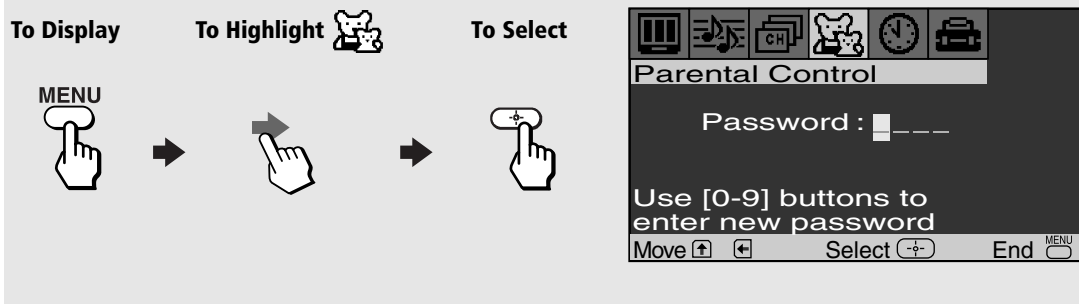 To Display
To Highlight
To Select
MENU
CH
Parental Control
Password : _ _ _ _
Use [0-9] buttons to
enter new password
Move Select End MENU